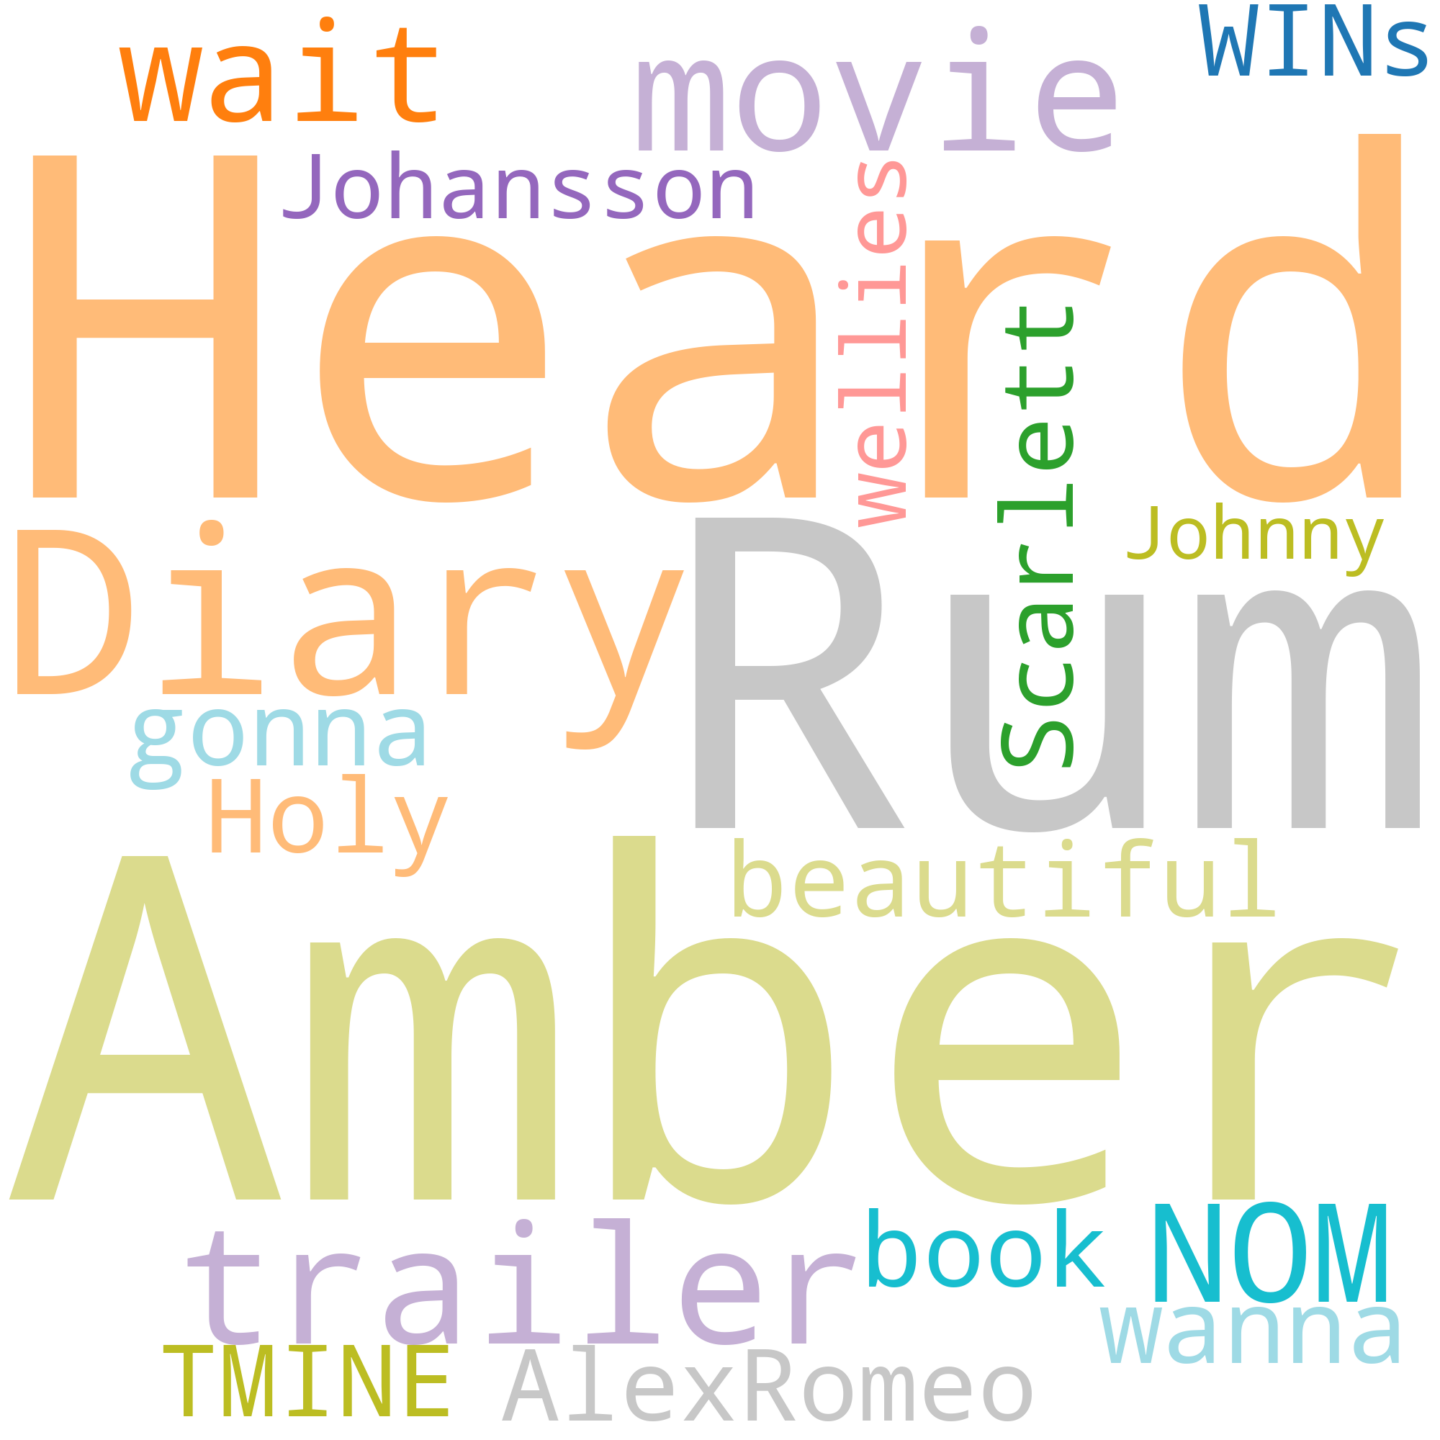 wait
movie
WINs
Johansson
Heard
wellies
Scarlett
Johnny
Diary
Rum
gonna
Holy
beautiful
Amber
trailer
book
NOM
wanna
TMINE
AlexRomeo